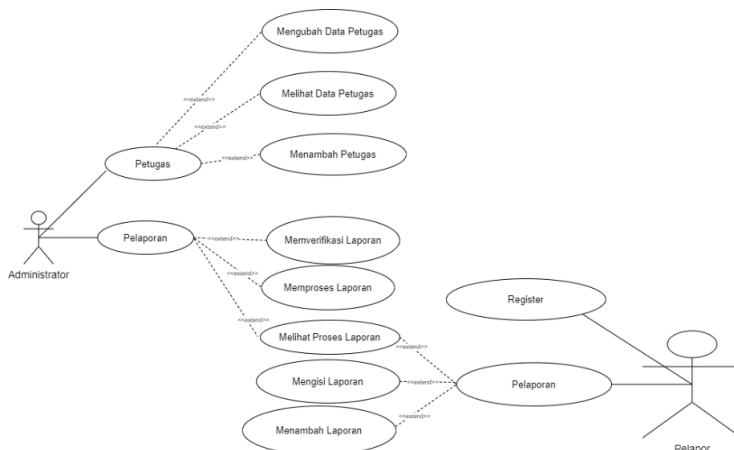 Mengubah Data Petugas
<<extend>>
Melihat Data Petugas
<<extend>>
Menambah Petugas
<<extend>>
Petugas
Administrator
Pelaporan
<<extend>>
Memverifikasi Laporan
<<extend>>
Memproses Laporan
<<extend>>
Melihat Proses Laporan
Register
<<extend>>
Mengisi Laporan
<<extend>>
Pelaporan
<<extend>>
Menambah Laporan
Pelapor